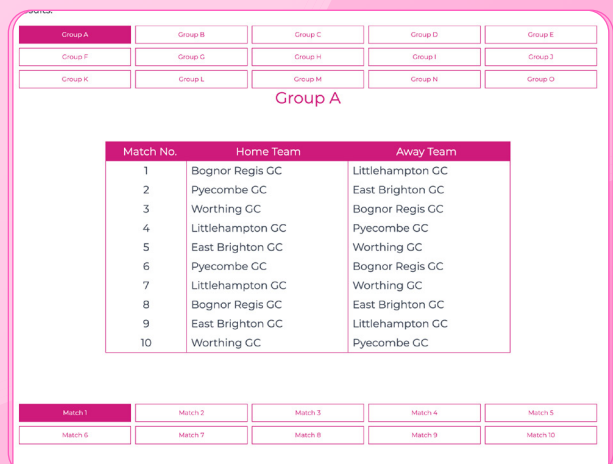 Group A Group B Group C Group D Group E
Group F Group G Group H Group I Group J
Group K Group L Group M Group N Group O
Group A
Match No. Home Team Away Team
1 Bognor Regis GC Littlehampton GC
2 Pyecombe GC East Brighton GC
3 Worthing GC Bognor Regis GC
4 Littlehampton GC Pyecombe GC
5 East Brighton GC Worthing GC
6 Pyecombe GC Bognor Regis GC
7 Littlehampton GC Worthing GC
8 Bognor Regis GC East Brighton GC
9 East Brighton GC Littlehampton GC
10 Worthing GC Pyecombe GC
Match 1 Match 2 Match 3 Match 4 Match 5
Match 6 Match 7 Match 8 Match 9 Match 10